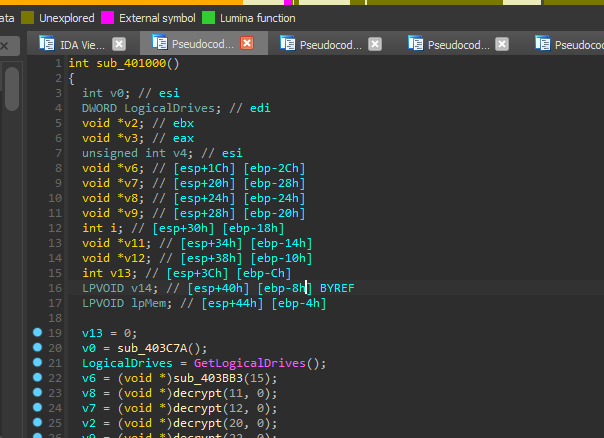 ata Unexplored External symbol Lumina function
IDA Vie... Pseudocod... Pseudocod... Pseudocod... Pseudocod
1 int sub_401000()
2 {
3 int v0; // esi
4 DWORD LogicalDrives; // edi
5 void *v2; // ebx
6 void *v3; // eax
7 unsigned int v4; // esi
8 void *v6; // [esp+1Ch] [ebp-2Ch]
9 void *v7; // [esp+20h] [ebp-28h]
10 void *v8; // [esp+24h] [ebp-24h]
11 void *v9; // [esp+28h] [ebp-20h]
12 int i; // [esp+30h] [ebp-18h]
13 void *v11; // [esp+34h] [ebp-14h]
14 void *v12; // [esp+38h] [ebp-10h]
15 int v13; // [esp+3Ch] [ebp-Ch]
16 LPVOID v14; // [esp+40h] [ebp-8h] BYREF
17 LPVOID lpMem; // [esp+44h] [ebp-4h]
18
19 v13 = 0;
20 v0 = sub_403C7A();
21 LogicalDrives = GetLogicalDrives();
22 v6 = (void *)sub_403BB3(15);
23 v8 = (void *)decrypt(11, 0);
24 v7 = (void *)decrypt(12, 0);
25 v2 = (void *)decrypt(20, 0);
26 v9 = (void *)decrypt(22, 0);